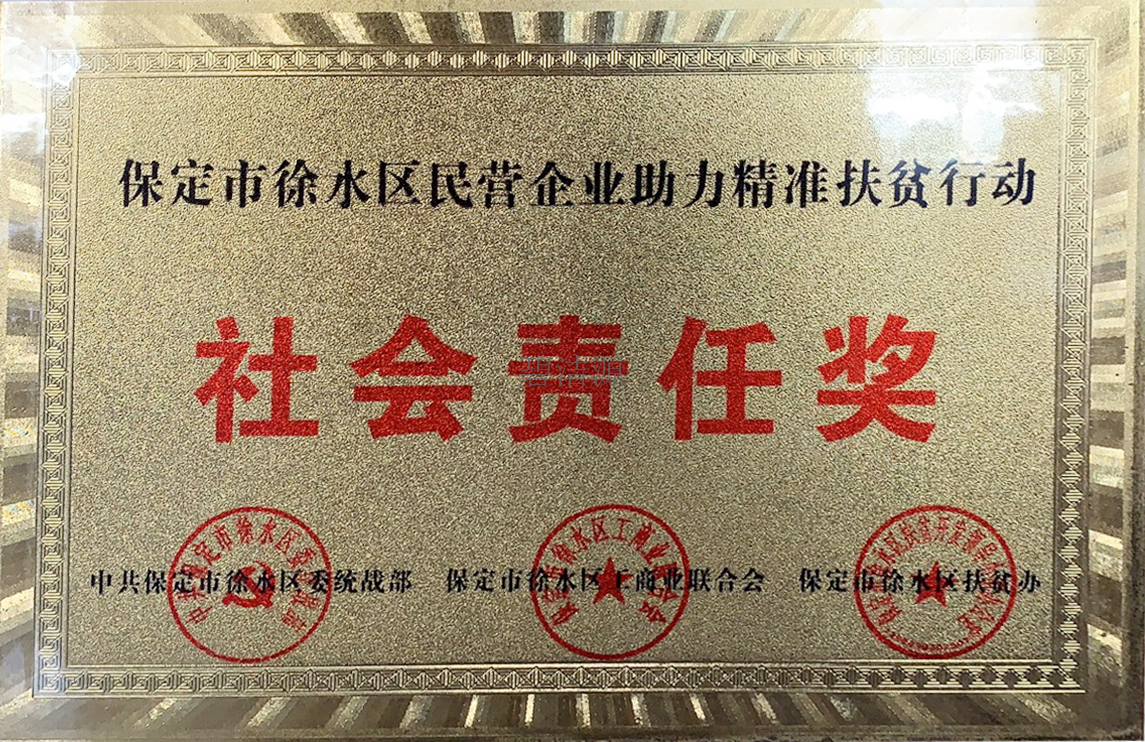 保定市徐水区民营企业助力精准扶贫行动
社会责任奖
中共保定市徐水区委统战部 保定市徐水区工商业联合会 保定市徐水区扶贫办